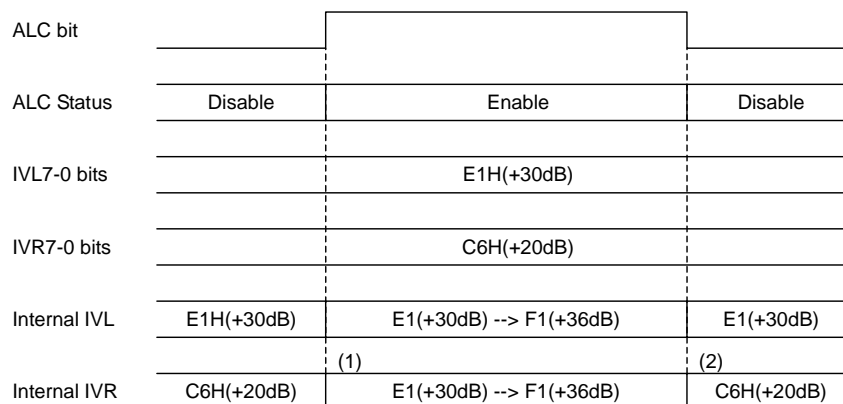 ALC bit
ALC Status Disable Enable Disable
IVL7-0 bits E1H(+30dB)
IVR7-0 bits C6H(+20dB)
Internal IVL E1H(+30dB) E1(+30dB) --> F1(+36dB) E1(+30dB)
(1) (2)
Internal IVR C6H(+20dB) E1(+30dB) --> F1(+36dB) C6H(+20dB)